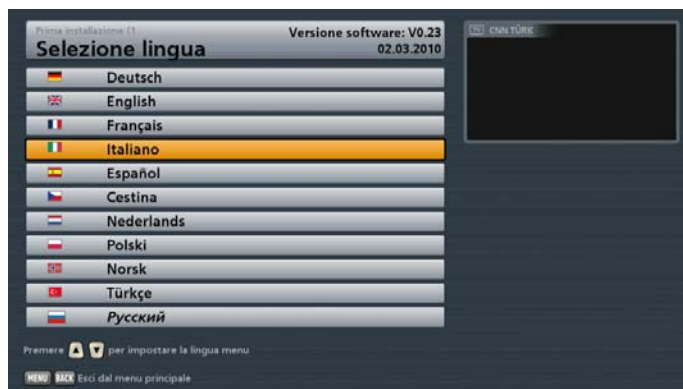 Prima installazione (1
Selezione lingua
Versione software: V0.23
02.03.2010
TV CNN TÜRK
Deutsch
English
Français
Italiano
Español
Cestina
Nederlands
Polski
Norsk
Türkçe
Русский
Premere per impostare la lingua menu
MENU BACK Esci dal menu principale